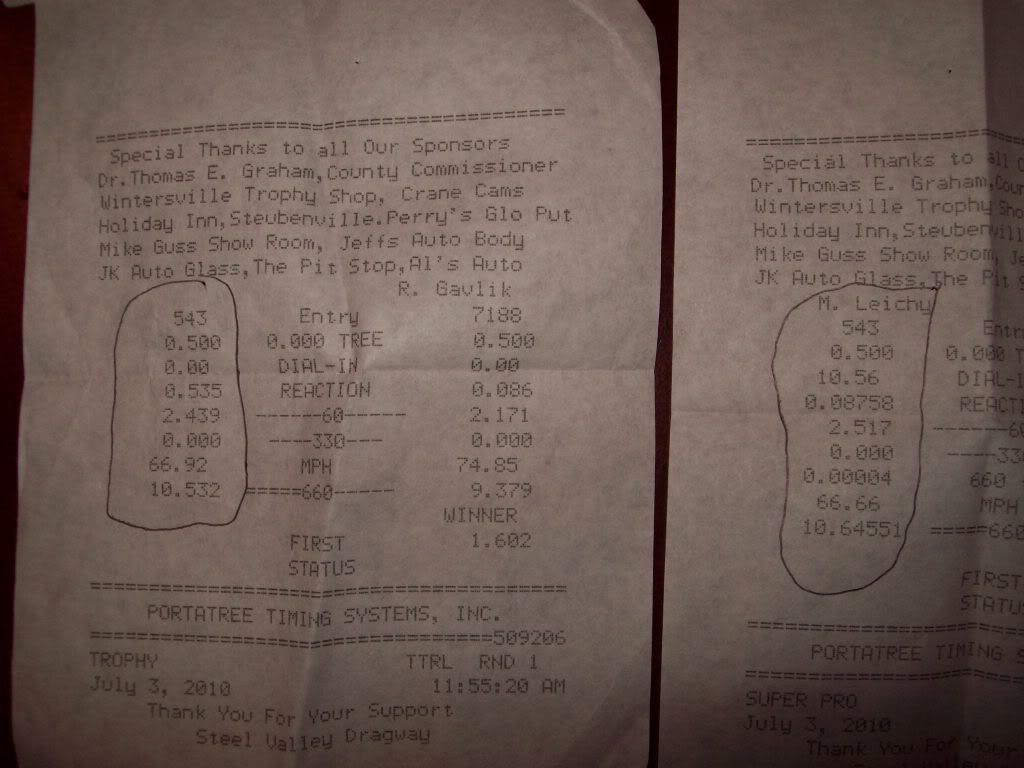 ===========================================
Special Thanks to all Our Sponsors
Dr.Thomas E. Graham,County Commissioner
Wintersville Trophy Shop, Crane Cams
Holiday Inn,Steubenville.Perry's Glo Put
Mike Guss Show Room, Jeffs Auto Body
JK Auto Glass,The Pit Stop,Al's Auto
R. Gavlik
543 Entry 7188
0.500 0.000 TREE 0.500
0.00 DIAL-IN 0.00
0.535 REACTION 0.086
2.439 ------60------ 2.171
0.000 ----330---- 0.000
66.92 MPH 74.85
10.532 =====660------ 9.379
WINNER
FIRST 1.602
STATUS
===========================================
PORTATREE TIMING SYSTEMS, INC.
====================================509206
TROPHY TTRL RND 1
July 3, 2010 11:55:20 AM
Thank You For Your Support
Steel Valley Dragway
======================
Special Thanks to all
Dr.Thomas E. Graham,
Wintersville Trophy
Holiday Inn,
Mike Guss Show Room,
JK Auto Glass,The Pit
M. Leichy
543
0.500 0.000
10.56
0.08758
2.517 -------
0.000 ----
0.00004 660
66.66 MPH
10.64551 =====660
FIRST
======================
PORTATREE TIMING
======================
SUPER PRO
July 3, 2010
Thank You For